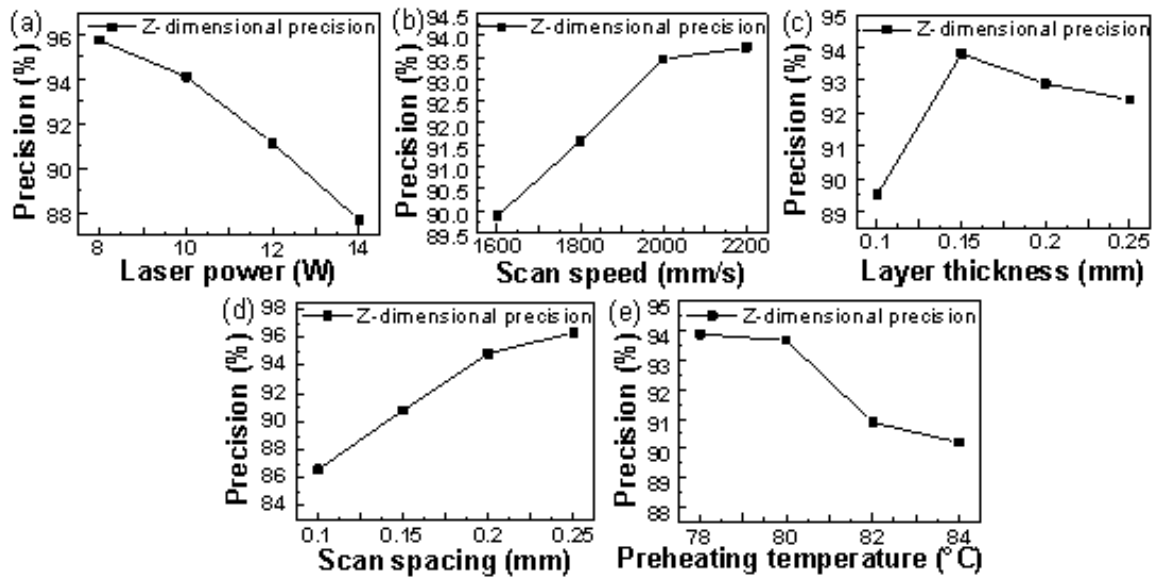 (a)
Z-dimensional precision
Precision (%)
96
94
92
90
88
8
10
12
14
Laser power (W)
(b)
Z-dimensional precision
Precision (%)
94.5
94.0
93.5
93.0
92.5
92.0
91.5
91.0
90.5
90.0
89.5
1600
1800
2000
2200
Scan speed (mm/s)
(c)
Z-dimensional precision
Precision (%)
95
94
93
92
91
90
89
0.1
0.15
0.2
0.25
Layer thickness (mm)
(d)
Z-dimensional precision
Precision (%)
98
96
94
92
90
88
86
84
0.1
0.15
0.2
0.25
Scan spacing (mm)
(e)
Z-dimensional precision
Precision (%)
95
94
93
92
91
90
89
88
78
80
82
84
Preheating temperature (°C)